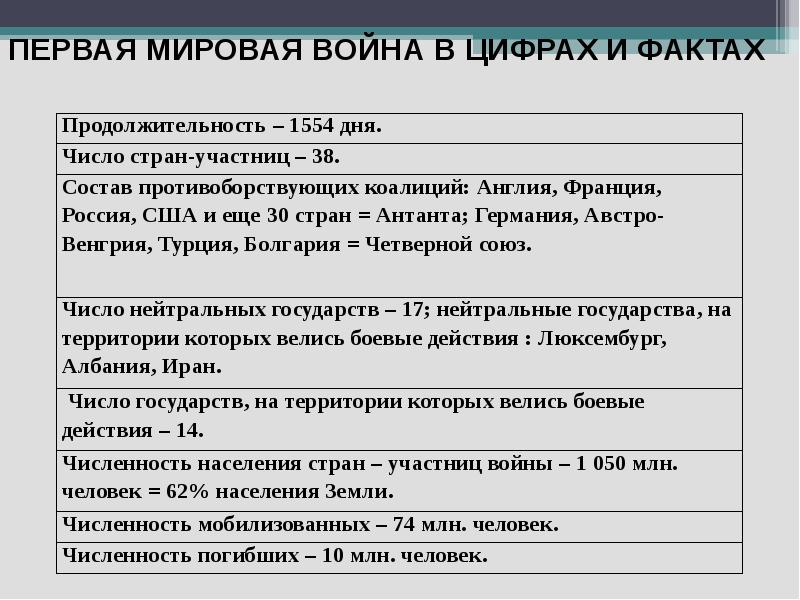 ПЕРВАЯ МИРОВАЯ ВОЙНА В ЦИФРАХ И ФАКТАХ
Продолжительность – 1554 дня.
Число стран-участниц – 38.
Состав противоборствующих коалиций: Англия, Франция,
Россия, США и еще 30 стран = Антанта; Германия, Австро-
Венгрия, Турция, Болгария = Четверной союз.
Число нейтральных государств – 17; нейтральные государства, на
территории которых велись боевые действия : Люксембург,
Албания, Иран.
Число государств, на территории которых велись боевые
действия – 14.
Численность населения стран – участниц войны – 1 050 млн.
человек = 62% населения Земли.
Численность мобилизованных – 74 млн. человек.
Численность погибших – 10 млн. человек.